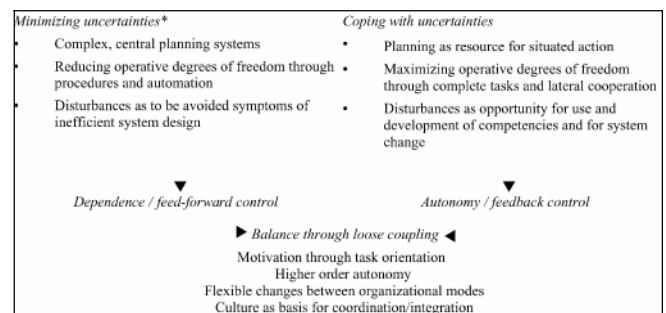 Minimizing uncertainties*
• Complex, central planning systems
• Reducing operative degrees of freedom through
procedures and automation
• Disturbances as to be avoided symptoms of
inefficient system design
Coping with uncertainties
• Planning as resource for situated action
• Maximizing operative degrees of freedom
through complete tasks and lateral cooperation
• Disturbances as opportunity for use and
development of competencies and for system
change
Dependence / feed-forward control
Autonomy / feedback control
Balance through loose coupling
Motivation through task orientation
Higher order autonomy
Flexible changes between organizational modes
Culture as basis for coordination/integration